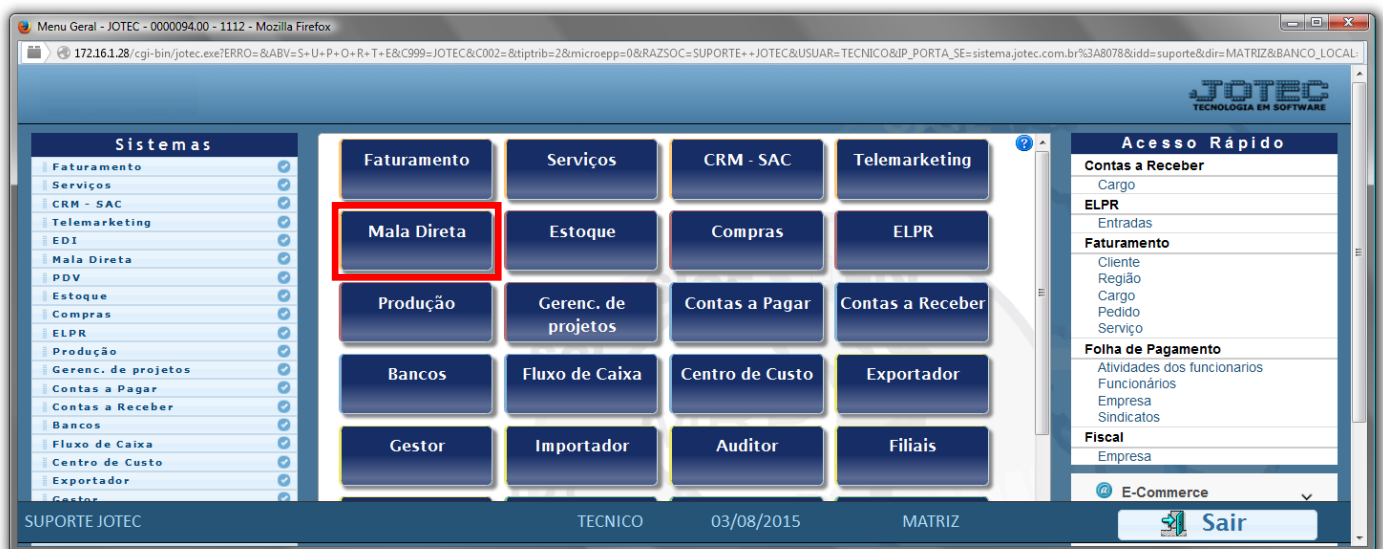 Menu Geral - JOTEC - 0000094.00 - 1112 - Mozilla Firefox
172.16.1.28/cgi-bin/jotec.exe?ERRO=&ABV=S+U+P+O+R+T+E&C999=JOTEC&C002=&tiptrib=2&microepp=0&RAZSOC=SUPORTE++JOTEC&USUAR=TECNICO&IP_PORTA_SE=sistema.jotec.com.br%3A8078&idd=suporte&dir=MATRIZ&BANCO_LOCAL
JOTEC
TECNOLOGIA EM SOFTWARE
Sistemas
Faturamento
Serviços
CRM - SAC
Telemarketing
EDI
Mala Direta
PDV
Estoque
Compras
ELPR
Produção
Gerenc. de projetos
Contas a Pagar
Contas a Receber
Bancos
Fluxo de Caixa
Centro de Custo
Exportador
Gestor
Faturamento
Serviços
CRM - SAC
Telemarketing
Mala Direta
Estoque
Compras
ELPR
Produção
Gerenc. de
projetos
Contas a Pagar
Contas a Receber
Bancos
Fluxo de Caixa
Centro de Custo
Exportador
Gestor
Importador
Auditor
Filiais
Acesso Rápido
Contas a Receber
Cargo
ELPR
Entradas
Faturamento
Cliente
Região
Cargo
Pedido
Serviço
Folha de Pagamento
Atividades dos funcionarios
Funcionários
Empresa
Sindicatos
Fiscal
Empresa
E-Commerce
SUPORTE JOTEC
TECNICO
03/08/2015
MATRIZ
Sair